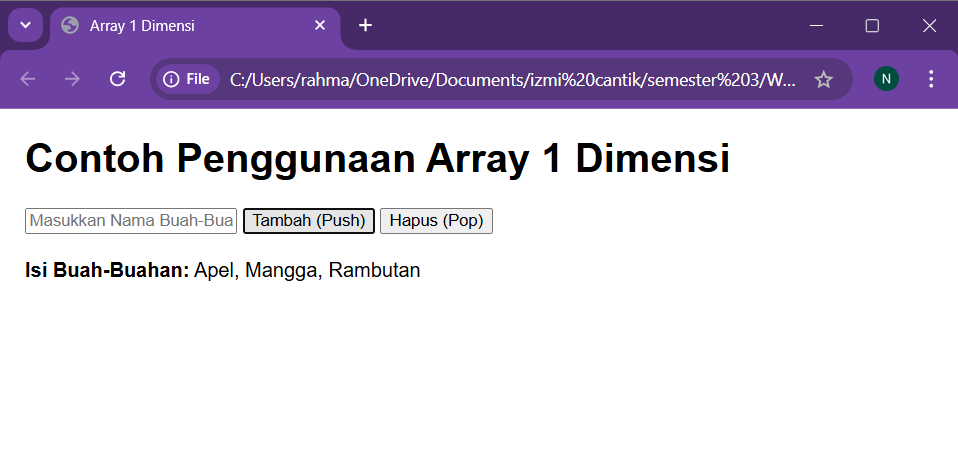 Array 1 Dimensi
File C:/Users/rahma/OneDrive/Documents/izmi%20cantik/semester%203/W... N
Contoh Penggunaan Array 1 Dimensi
Masukkan Nama Buah-Bua Tambah (Push) Hapus (Pop)
Isi Buah-Buahan: Apel, Mangga, Rambutan